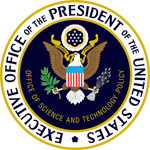 EXECUTIVE OFFICE OF THE PRESIDENT OF THE UNITED STATES
OFFICE OF SCIENCE AND TECHNOLOGY POLICY